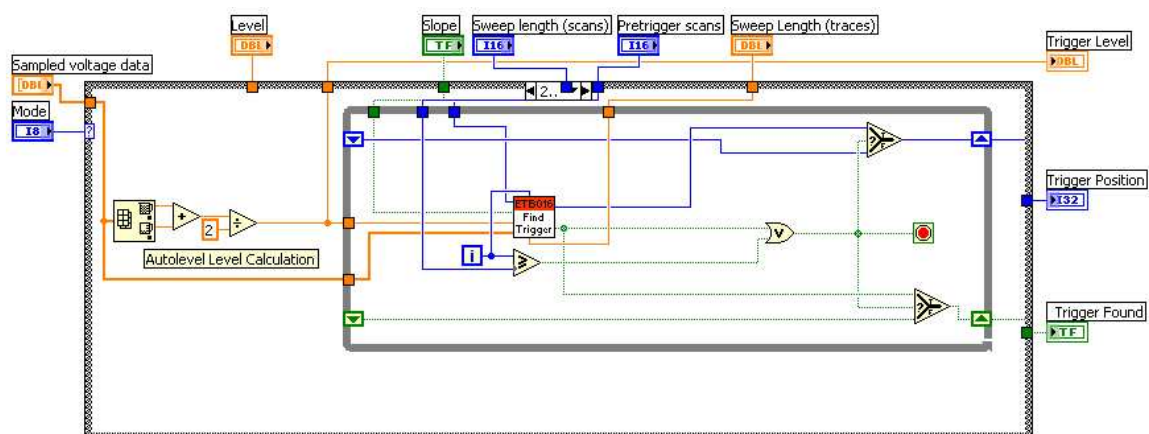 Level
Slope
Sweep length (scans)
Pretrigger scans
Sweep Length (traces)
DBL
TF
I16
I16
DBL
Trigger Level
DBL
Sampled voltage data
DBL
2..
Mode
I8
?
?
T
F
Trigger Position
I32
ETB016
Find
Trigger
+
÷
2
i
≥
V
Autolevel Level Calculation
?
T
F
Trigger Found
TF